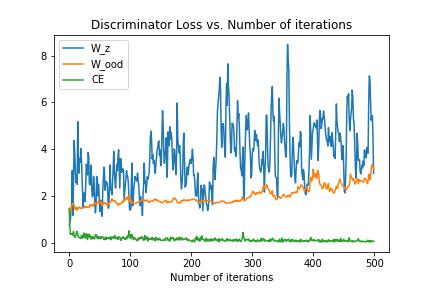 Discriminator Loss vs. Number of iterations
W_z
W_ood
CE
8
6
4
2
0
0 100 200 300 400 500
Number of iterations